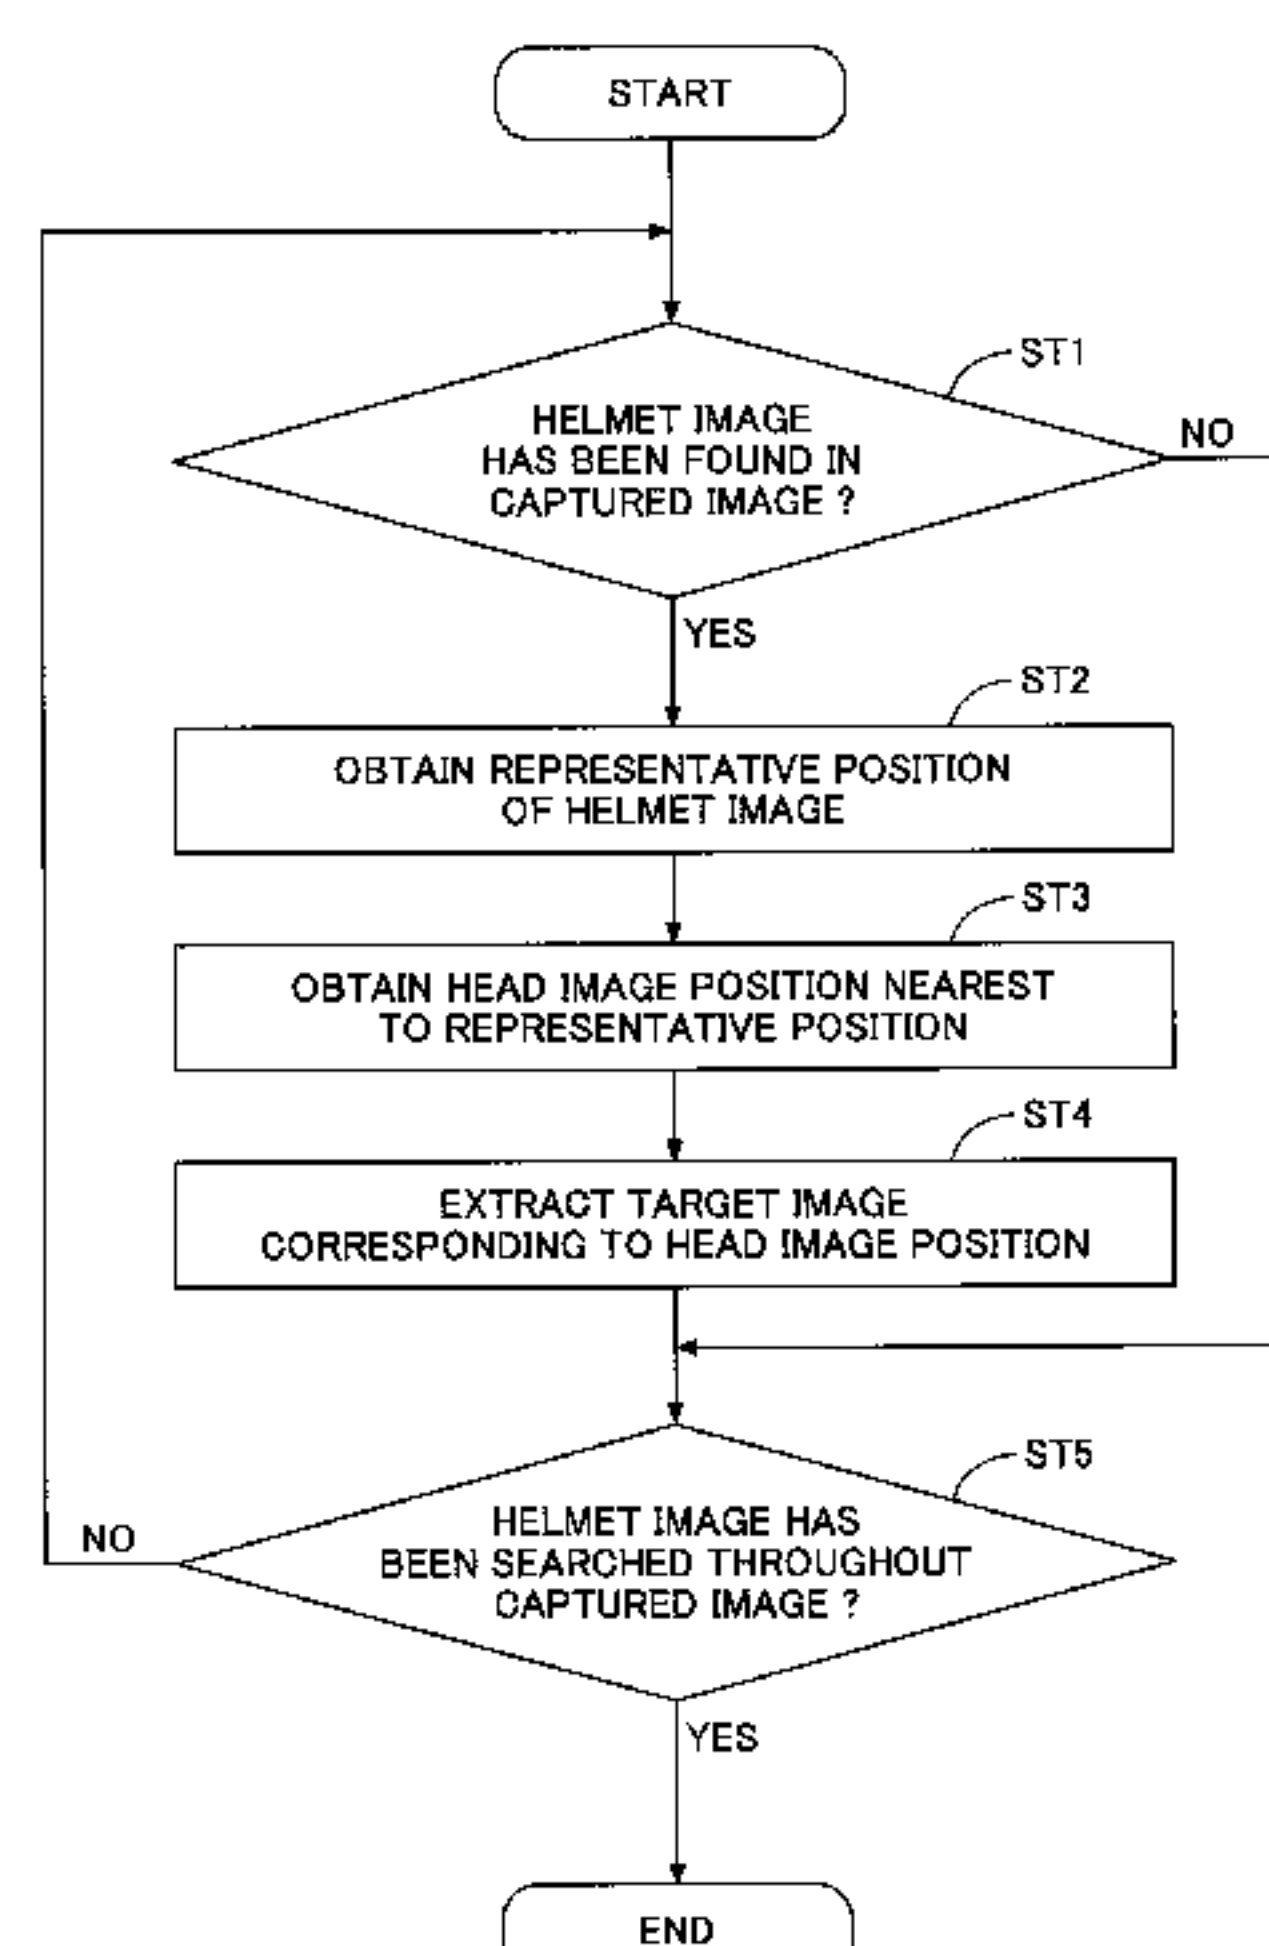 START
ST1
HELMET IMAGE
HAS BEEN FOUND IN
CAPTURED IMAGE ?
NO
YES
ST2
OBTAIN REPRESENTATIVE POSITION
OF HELMET IMAGE
ST3
OBTAIN HEAD IMAGE POSITION NEAREST
TO REPRESENTATIVE POSITION
ST4
EXTRACT TARGET IMAGE
CORRESPONDING TO HEAD IMAGE POSITION
ST5
HELMET IMAGE HAS
BEEN SEARCHED THROUGHOUT
CAPTURED IMAGE ?
NO
YES
END